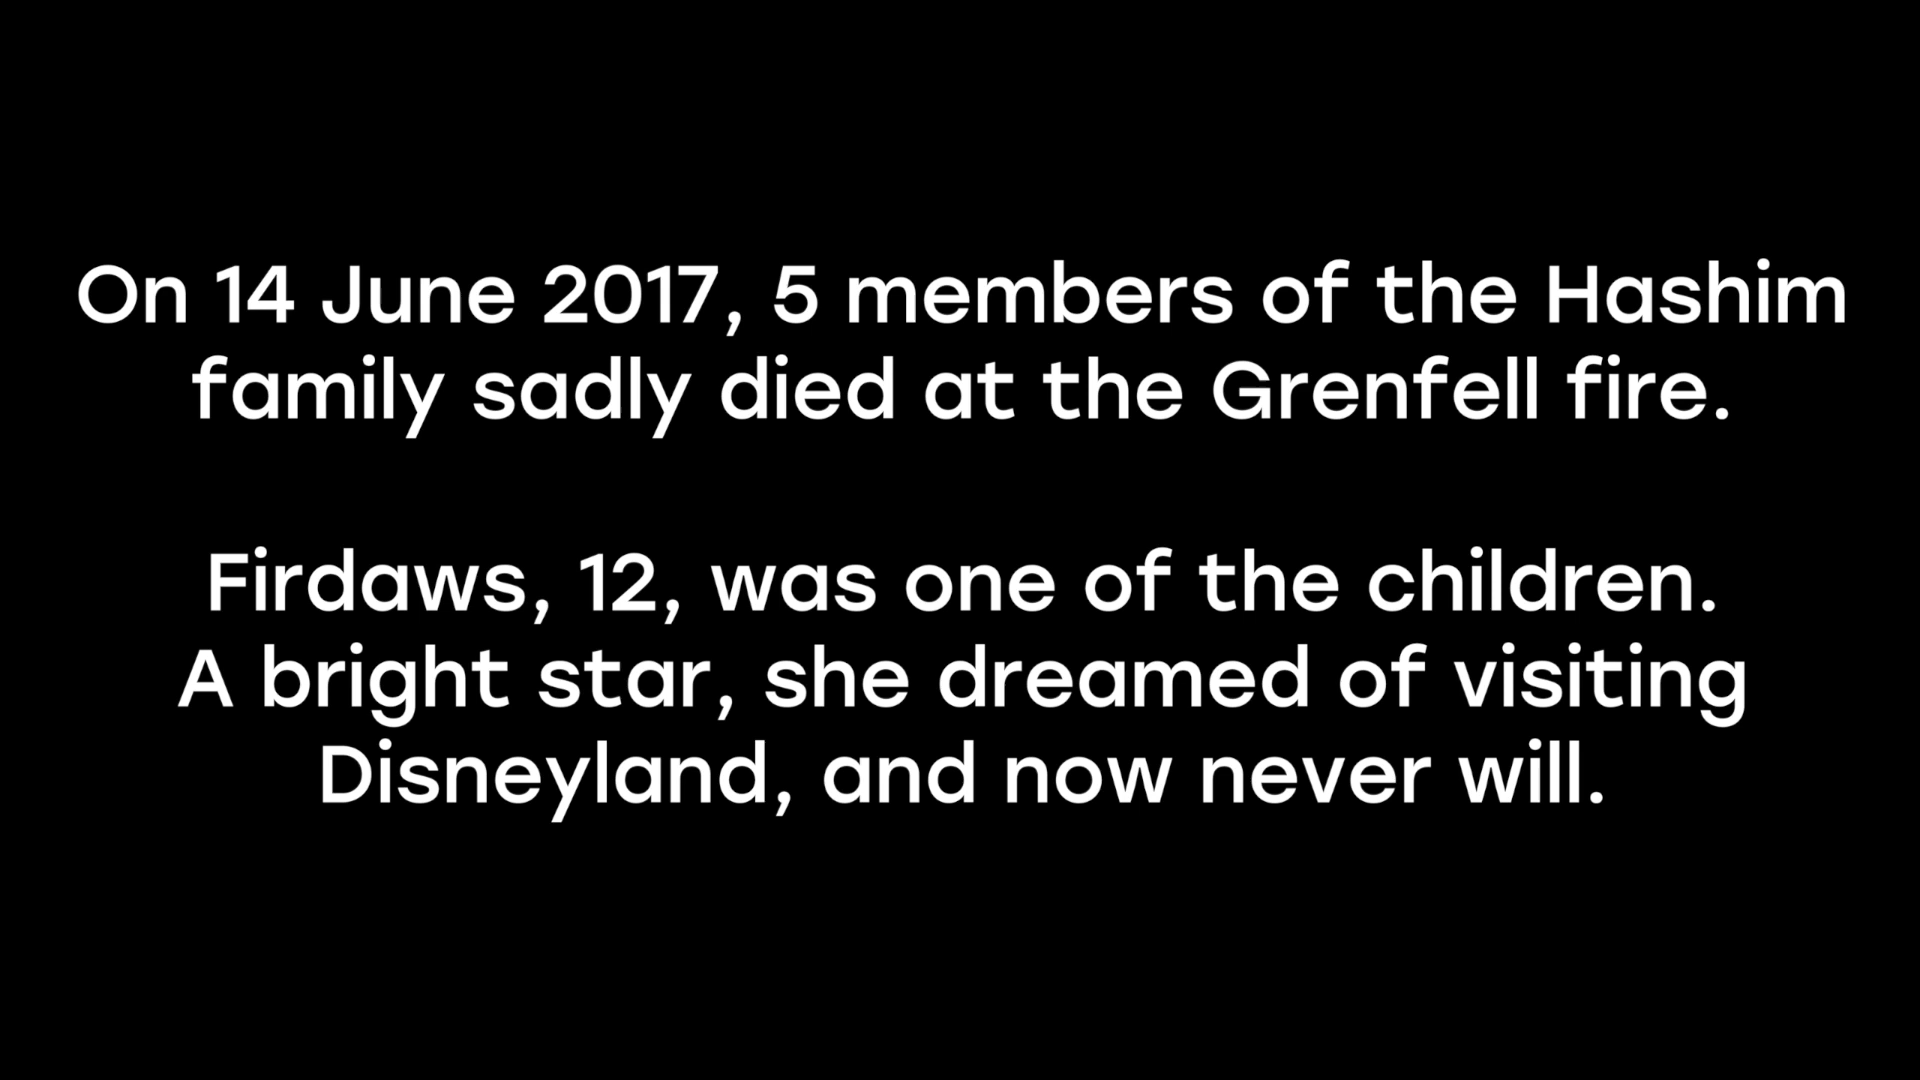 On 14 June 2017, 5 members of the Hashim
family sadly died at the Grenfell fire.
Firdaws, 12, was one of the children.
A bright star, she dreamed of visiting
Disneyland, and now never will.